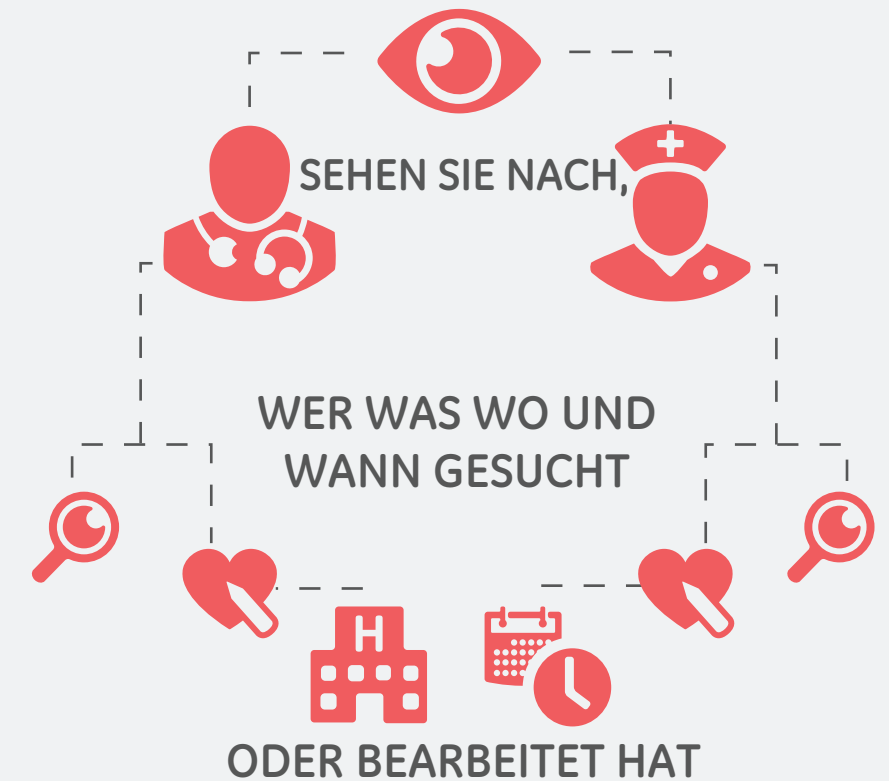 SEHEN SIE NACH,
WER WAS WO UND
WANN GESUCHT
H
ODER BEARBEITET HAT